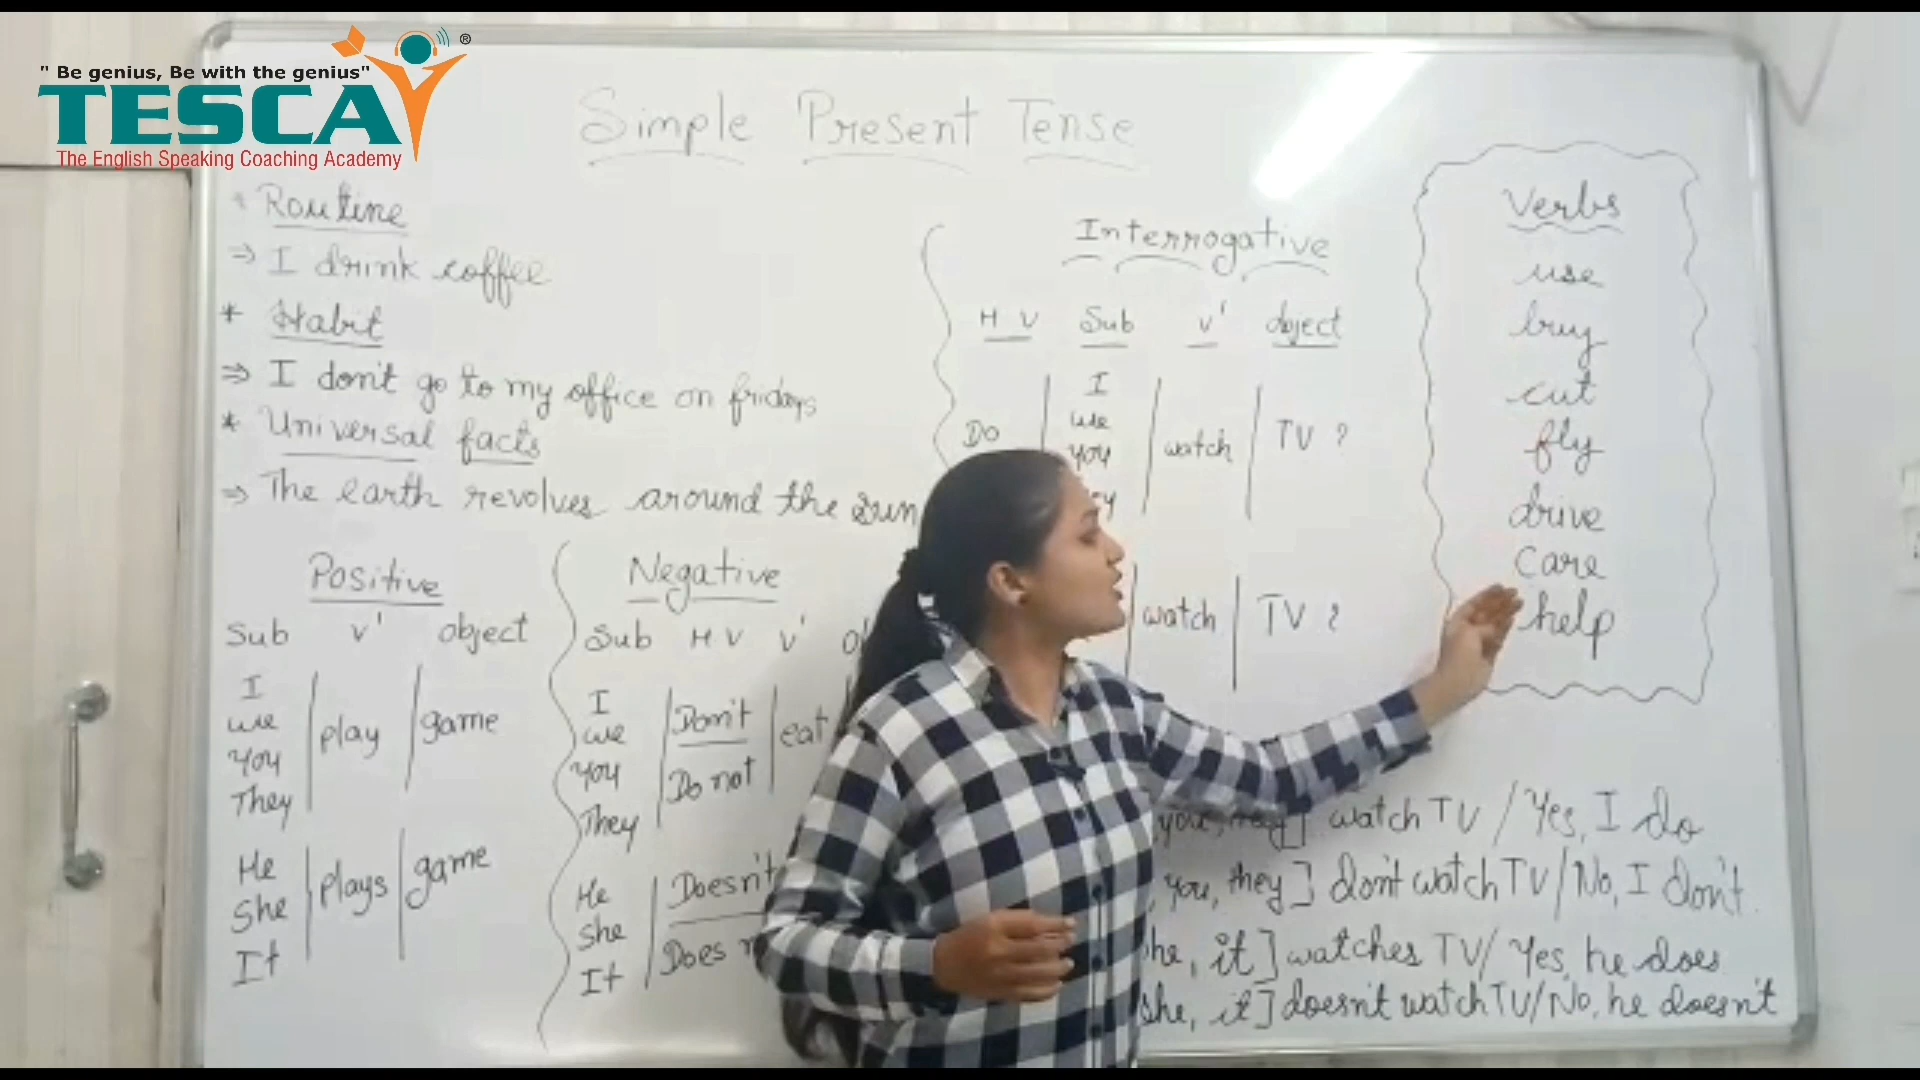 " Be genius, Be with the genius" ®
TESCA
The English Speaking Coaching Academy
Simple Present Tense
* Routine
⇒ I drink coffee
* Habit
⇒ I don't go to my office on fridays
* Universal facts
⇒ The earth revolves around the sun
Positive
Sub V' object
I
we
you
They
play
game
He
She
It
plays
game
Negative
Sub H V V'
I
we
you
They
Don't
Do not
eat
He
She
It
Doesn't
Does
Interrogative
H V Sub V' object
Do
I
we
you
watch
TV ?
watch
TV ?
Verbs
use
buy
cut
fly
drive
care
help
you, they] watch TV / Yes, I do
, you, they] don't watch TV / No, I don't.
she, it] watches TV / Yes, he does
she, it] doesn't watch TV / No, he doesn't